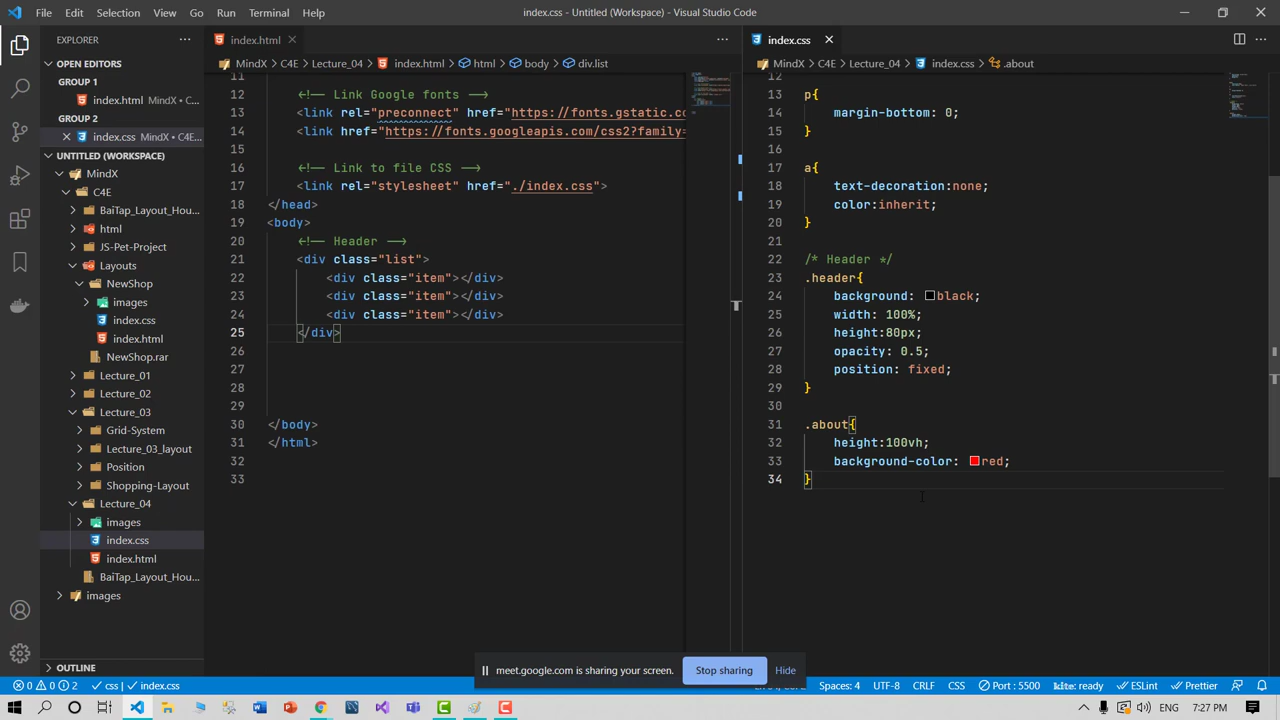 File Edit Selection View Go Run Terminal Help
index.css - Untitled (Workspace) - Visual Studio Code
EXPLORER
OPEN EDITORS
GROUP 1
index.html MindX • C...
GROUP 2
index.css MindX • C4E...
UNTITLED (WORKSPACE)
MindX
C4E
BaiTap_Layout_Hou...
html
JS-Pet-Project
Layouts
NewShop
images
index.css
index.html
NewShop.rar
Lecture_01
Lecture_02
Lecture_03
Grid-System
Lecture_03_layout
Position
Shopping-Layout
Lecture_04
images
index.css
index.html
BaiTap_Layout_Hou...
images
OUTLINE
index.html
MindX > C4E > Lecture_04 > index.html > html > body > div.list
11
12 <!-- Link Google fonts -->
13 <link rel="preconnect" href="https://fonts.gstatic.co
14 <link href="https://fonts.googleapis.com/css2?family=
15
16 <!-- Link to file CSS -->
17 <link rel="stylesheet" href="./index.css">
18 </head>
19 <body>
20 <!-- Header -->
21 <div class="list">
22 <div class="item"></div>
23 <div class="item"></div>
24 <div class="item"></div>
25 </div>
26
27
28
29
30 </body>
31 </html>
32
33
index.css
MindX > C4E > Lecture_04 > index.css > .about
12
13 p{
14 margin-bottom: 0;
15 }
16
17 a{
18 text-decoration:none;
19 color:inherit;
20 }
21
22 /* Header */
23 .header{
24 background: black;
25 width: 100%;
26 height:80px;
27 opacity: 0.5;
28 position: fixed;
29 }
30
31 .about{
32 height:100vh;
33 background-color: red;
34 }
meet.google.com is sharing your screen. Stop sharing Hide
0 0 2 css | index.css
Spaces: 4 UTF-8 CRLF CSS Port : 5500 kite: ready ESLint Prettier
7:27 PM